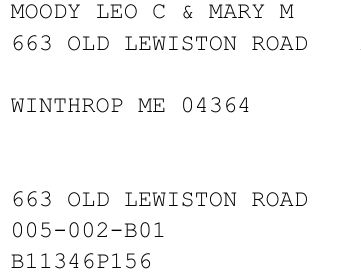 MOODY LEO C & MARY M
663 OLD LEWISTON ROAD
WINTHROP ME 04364
663 OLD LEWISTON ROAD
005-002-B01
B11346P156